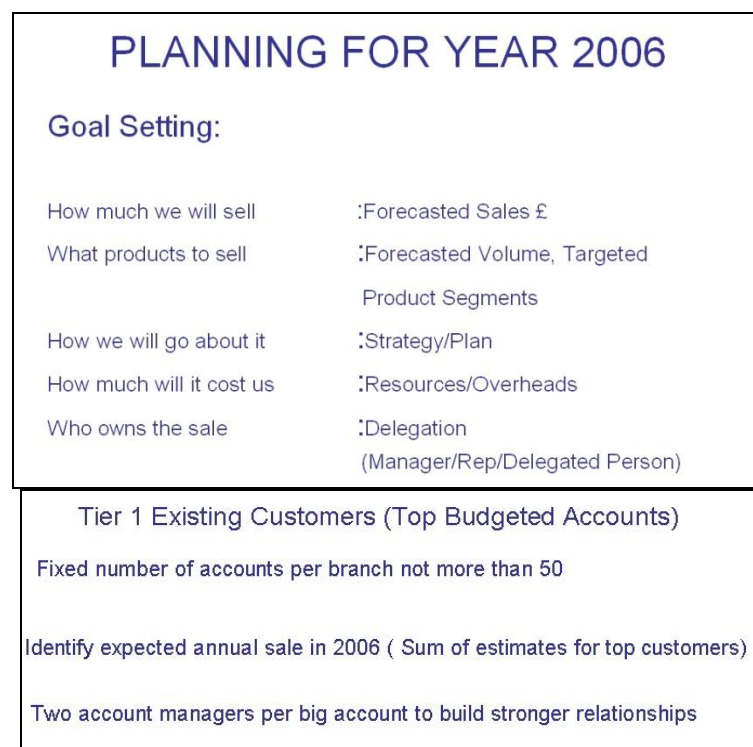 PLANNING FOR YEAR 2006
Goal Setting:
How much we will sell :Forecasted Sales £
What products to sell :Forecasted Volume, Targeted
Product Segments
How we will go about it :Strategy/Plan
How much will it cost us :Resources/Overheads
Who owns the sale :Delegation
(Manager/Rep/Delegated Person)
Tier 1 Existing Customers (Top Budgeted Accounts)
Fixed number of accounts per branch not more than 50
Identify expected annual sale in 2006 ( Sum of estimates for top customers)
Two account managers per big account to build stronger relationships